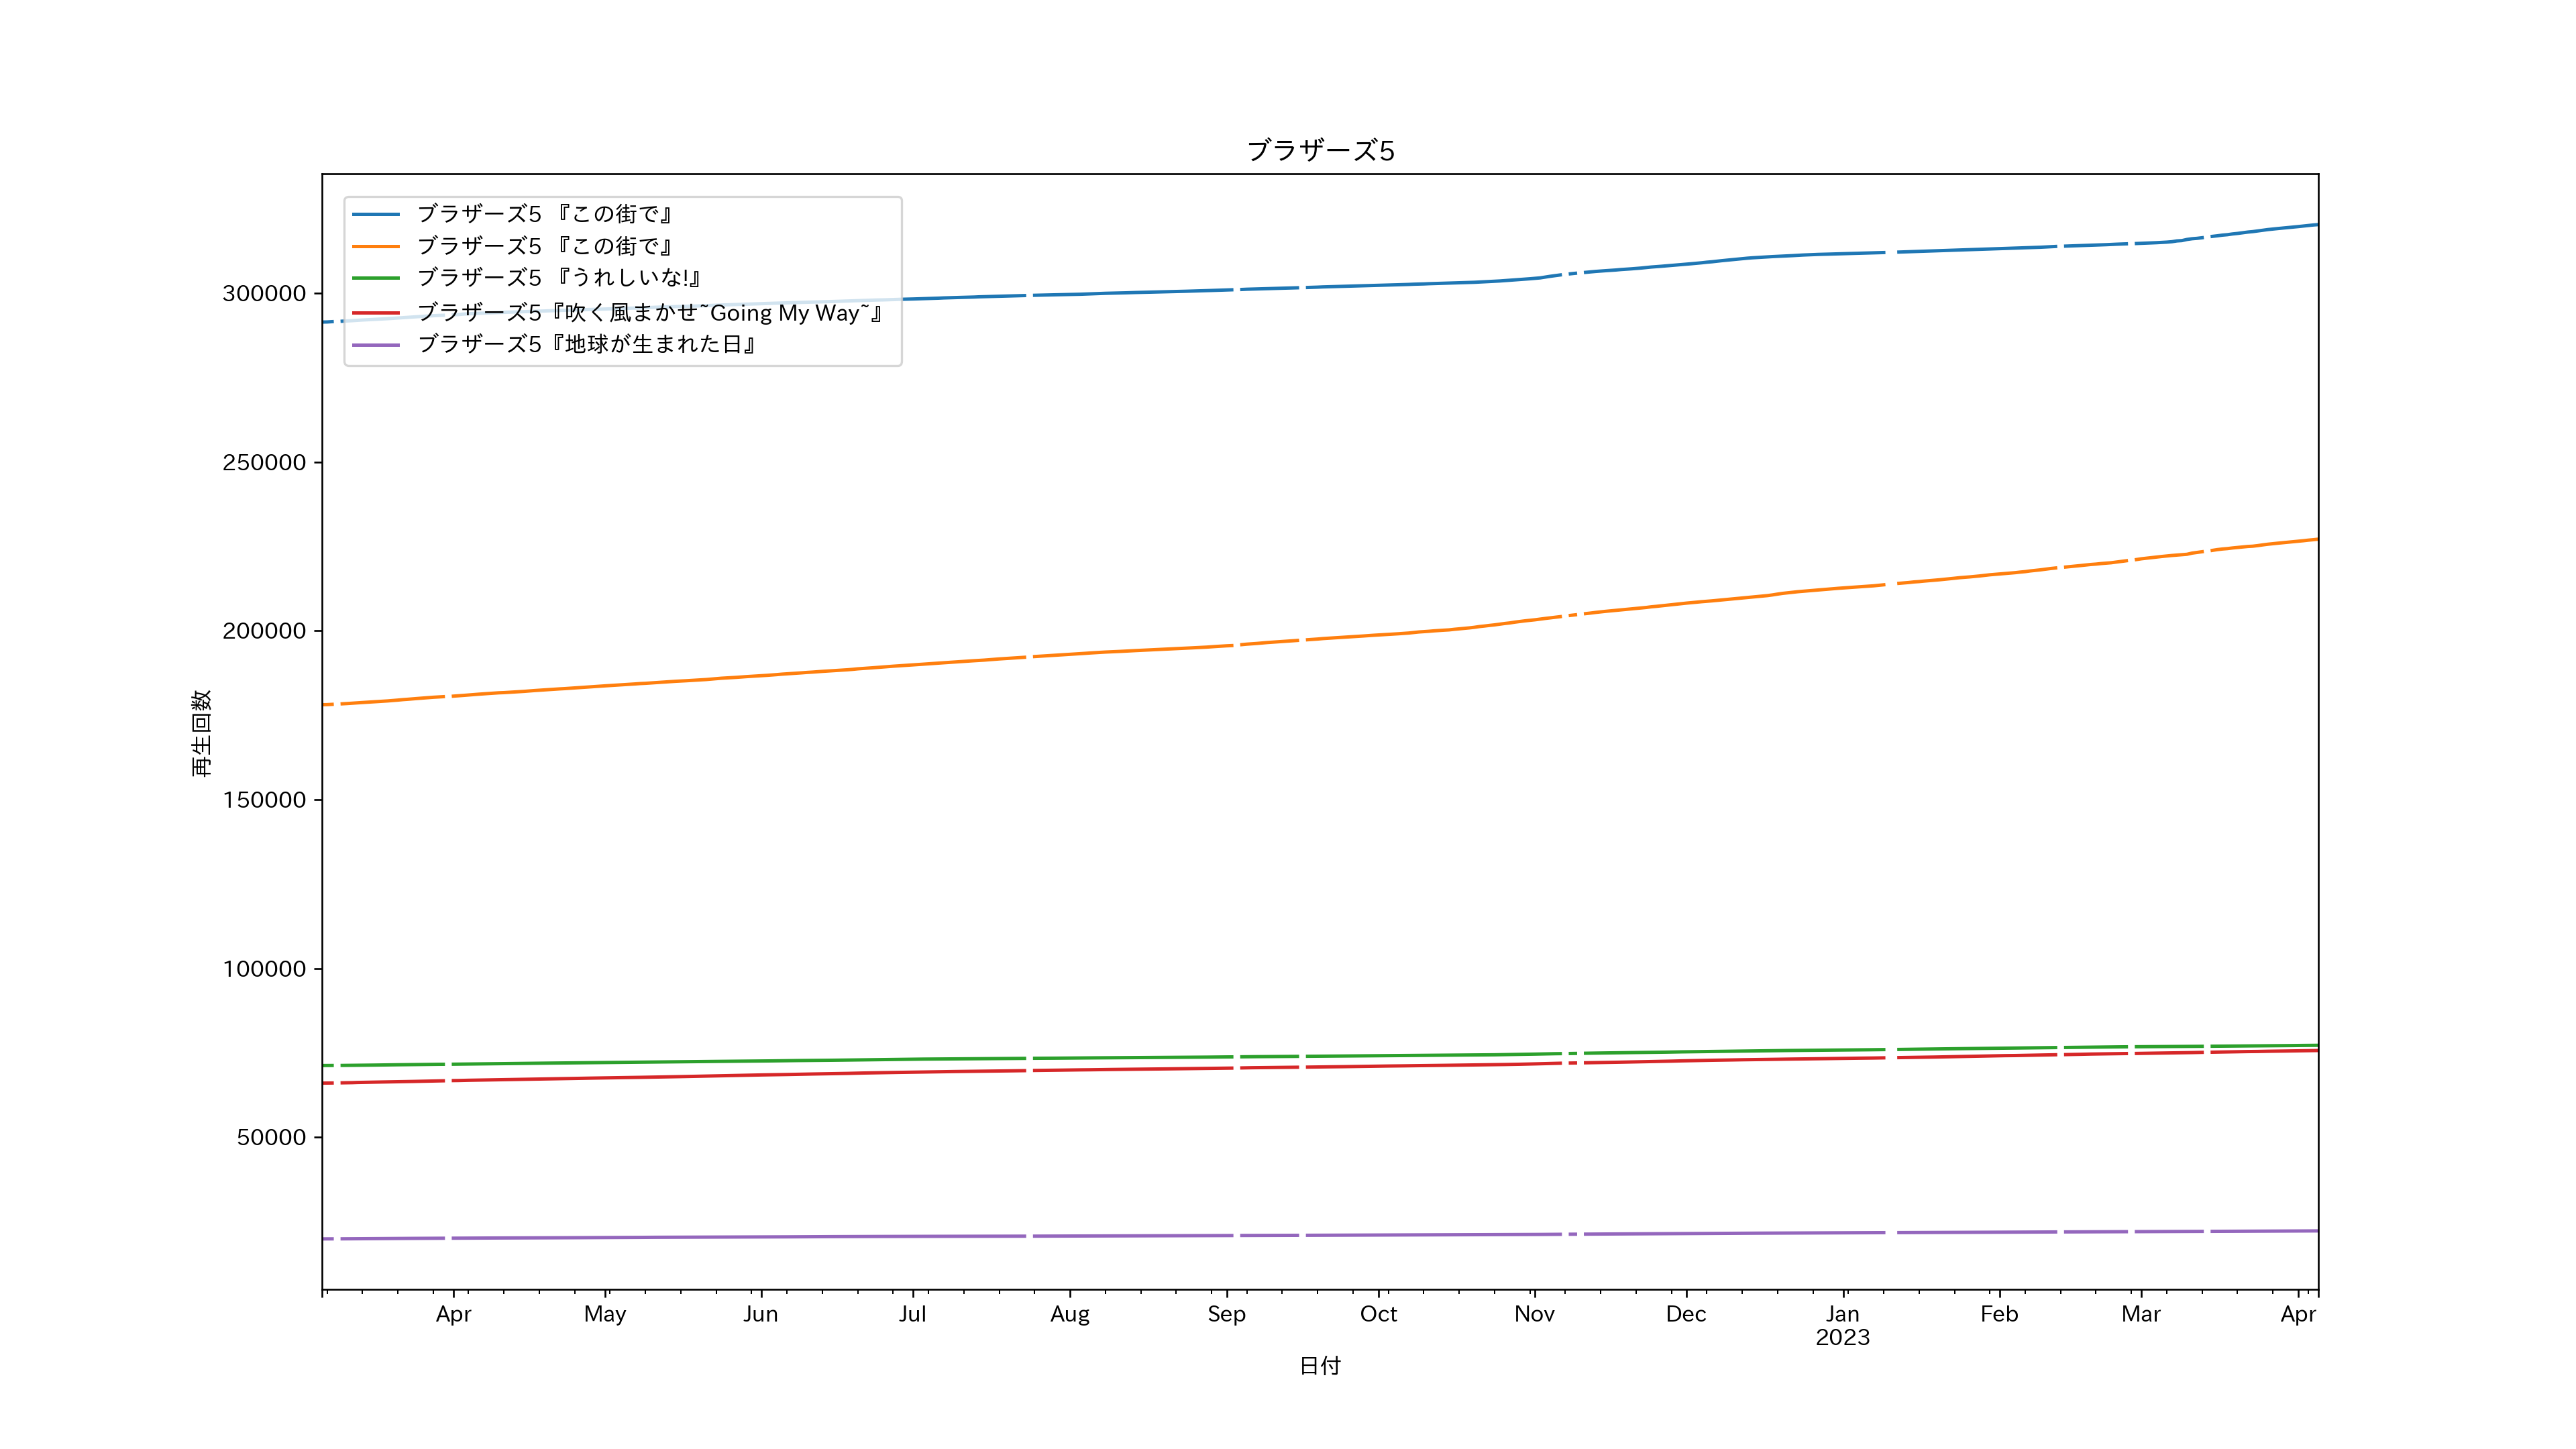 ブラザーズ5
ブラザーズ5 『この街で』
ブラザーズ5 『この街で』
ブラザーズ5 『うれしいな!』
ブラザーズ5『吹く風まかせ~Going My Way~』
ブラザーズ5『地球が生まれた日』
300000
250000
200000
150000
100000
50000
再生回数
Apr May Jun Jul Aug Sep Oct Nov Dec Jan Feb Mar Apr
2023
日付